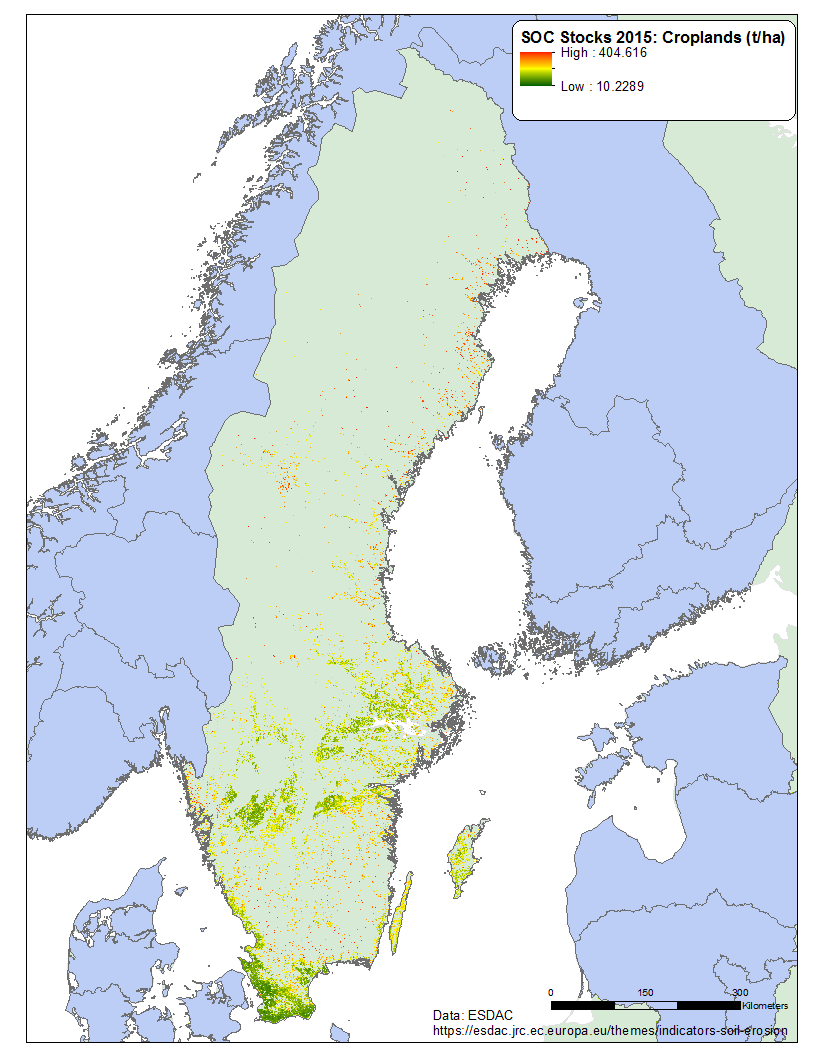 SOC Stocks 2015: Croplands (t/ha)
High : 404.616
Low : 10.2289
0 150 300
Kilometers
Data: ESDAC
https://esdac.jrc.ec.europa.eu/themes/indicators-soil-erosion